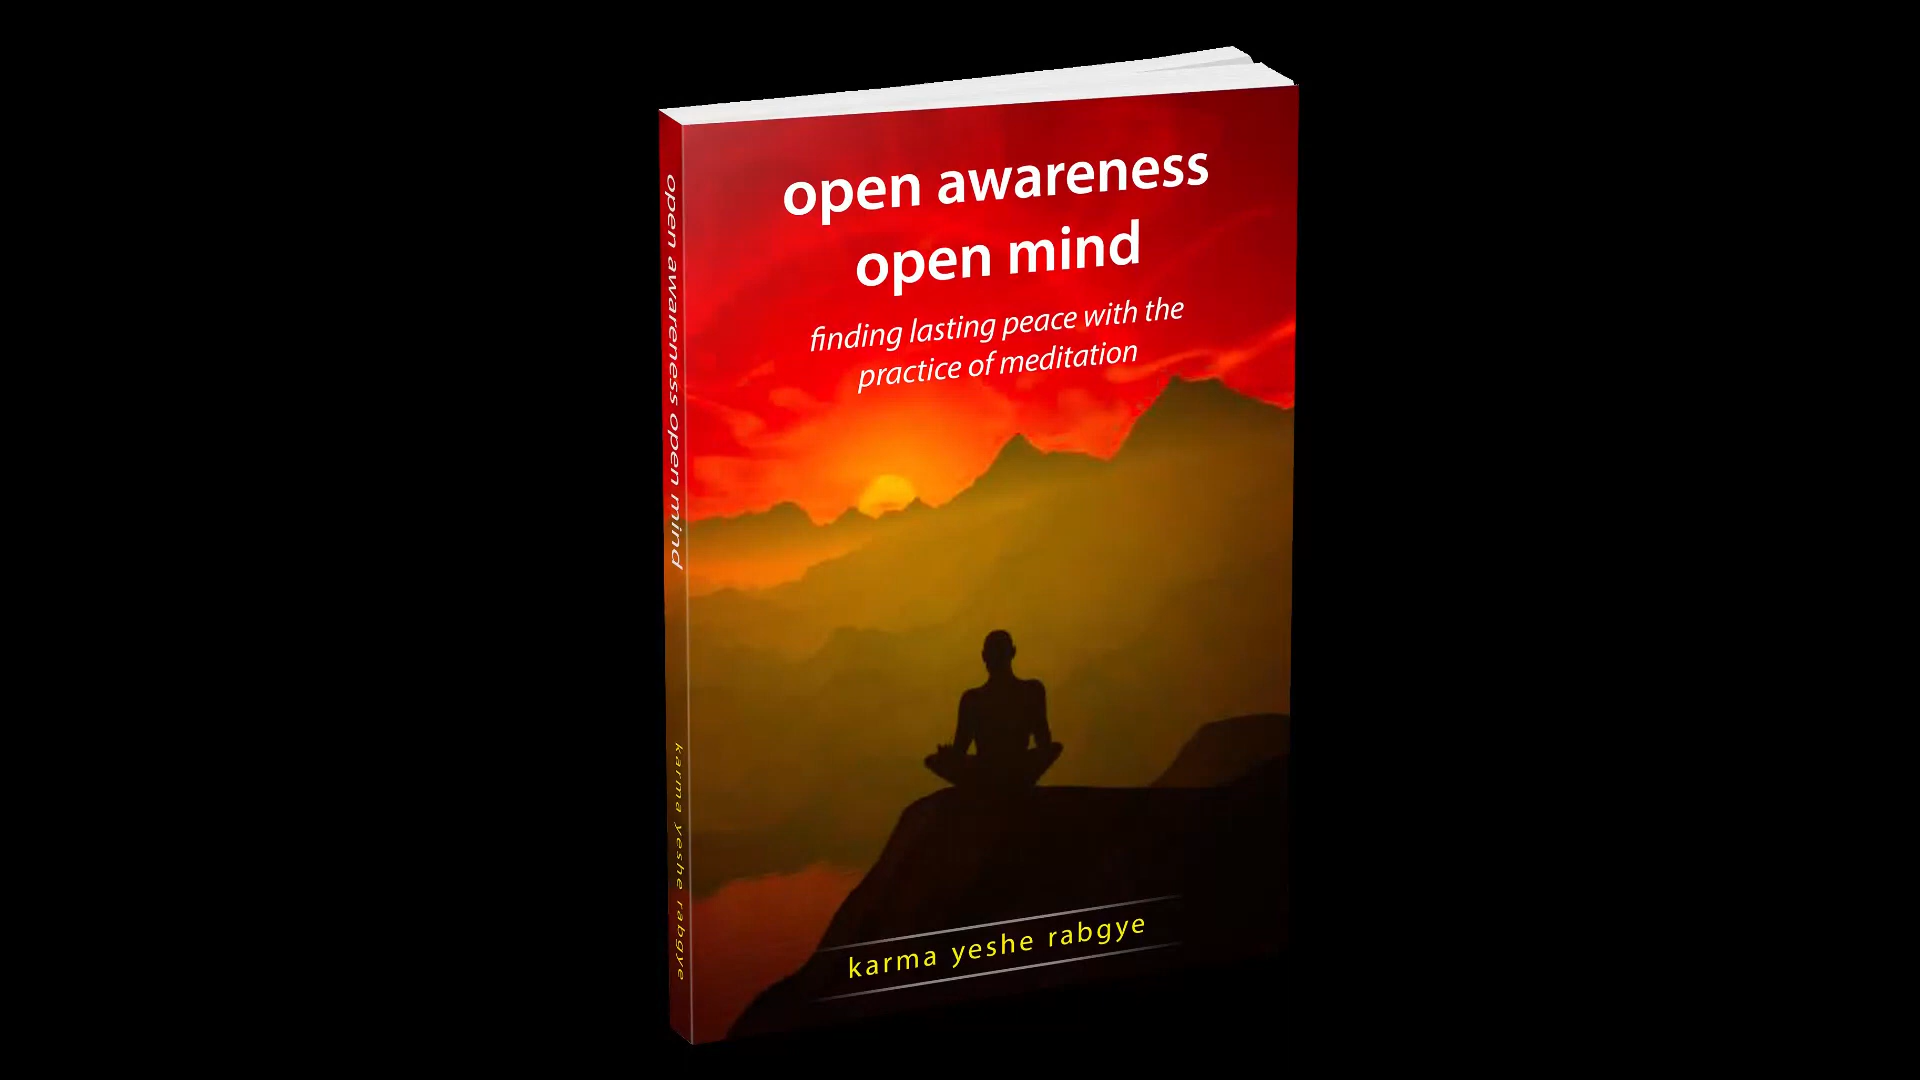 open awareness
open mind
finding lasting peace with the
practice of meditation
karma yeshe rabgye
open awareness open mind
karma yeshe rabgye